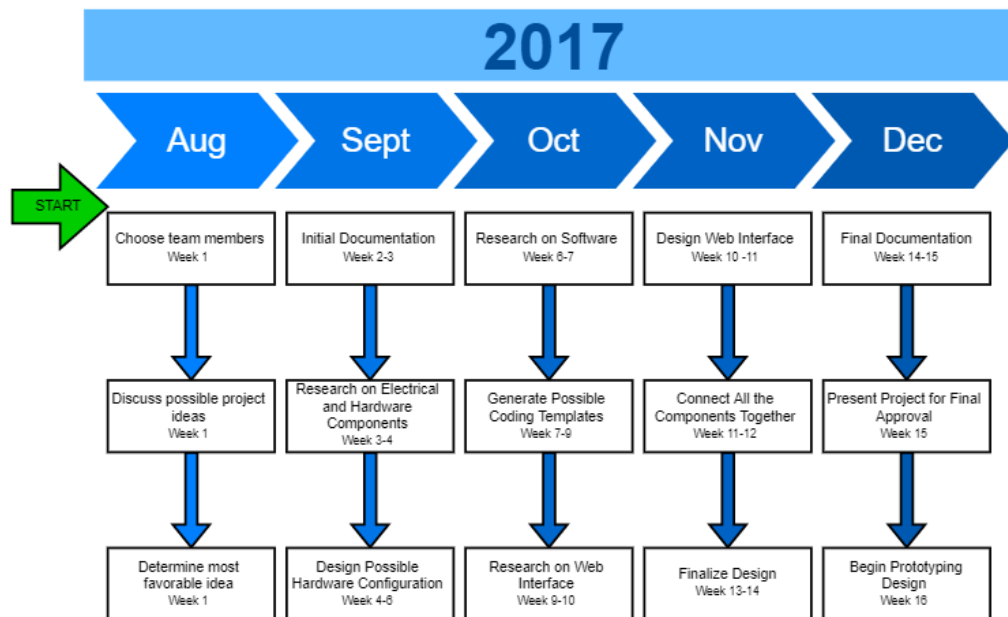 2017
Aug
Sept
Oct
Nov
Dec
START
Choose team members
Week 1
Initial Documentation
Week 2-3
Research on Software
Week 6-7
Design Web Interface
Week 10 -11
Final Documentation
Week 14-15
Discuss possible project
ideas
Week 1
Research on Electrical
and Hardware
Components
Week 3-4
Generate Possible
Coding Templates
Week 7-9
Connect All the
Components Together
Week 11-12
Present Project for Final
Approval
Week 15
Determine most
favorable idea
Week 1
Design Possible
Hardware Configuration
Week 4-6
Research on Web
Interface
Week 9-10
Finalize Design
Week 13-14
Begin Prototyping
Design
Week 16